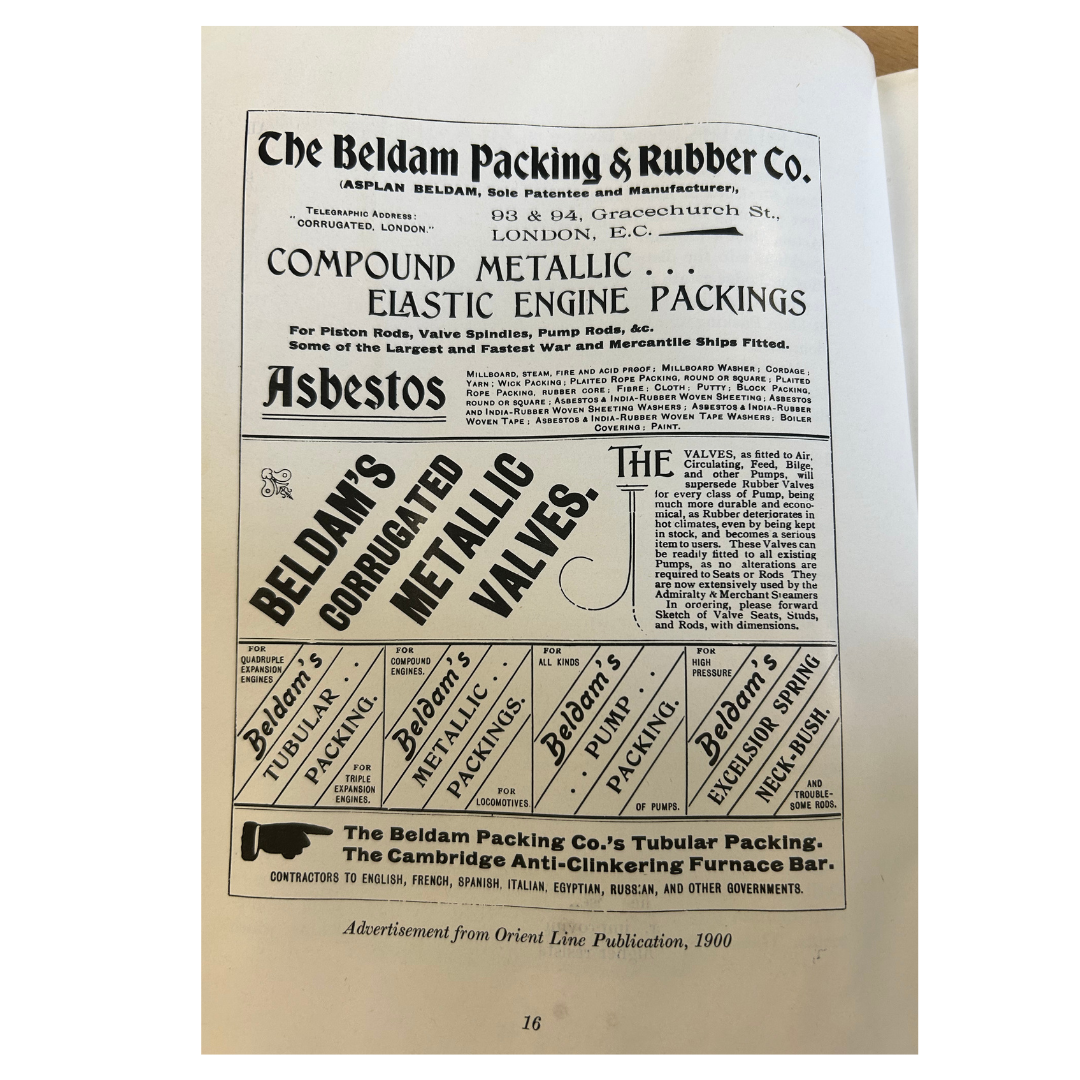 The Beldam Packing & Rubber Co.
(ASPLAN BELDAM, Sole Patentee and Manufacturer),
TELEGRAPHIC ADDRESS:
"CORRUGATED, LONDON."
93 & 94, Gracechurch St.,
LONDON, E.C.
COMPOUND METALLIC . . .
ELASTIC ENGINE PACKINGS
For Piston Rods, Valve Spindles, Pump Rods, &c.
Some of the Largest and Fastest War and Mercantile Ships Fitted.
Asbestos
MILLBOARD, STEAM, FIRE AND ACID PROOF; MILLBOARD WASHER; CORDAGE;
YARN; WICK PACKING; PLAITED ROPE PACKING, ROUND OR SQUARE; PLAITED
ROPE PACKING, RUBBER CORE; FIBRE; CLOTH; PUTTY; BLOCK PACKING,
ROUND OR SQUARE; ASBESTOS & INDIA-RUBBER WOVEN SHEETING; ASBESTOS
AND INDIA-RUBBER WOVEN SHEETING WASHERS; ASBESTOS & INDIA-RUBBER
WOVEN TAPE; ASBESTOS & INDIA-RUBBER WOVEN TAPE WASHERS; BOILER
COVERING; PAINT.
BELDAM'S
CORRUGATED
METALLIC
VALVES.
THE VALVES, as fitted to Air,
Circulating, Feed, Bilge,
and other Pumps, will
supersede Rubber Valves
for every class of Pump, being
much more durable and econo-
mical, as Rubber deteriorates in
hot climates, even by being kept
in stock, and becomes a serious
item to users. These Valves can
be readily fitted to all existing
Pumps, as no alterations are
required to Seats or Rods They
are now extensively used by the
Admiralty & Merchant Steamers
In ordering, please forward
Sketch of Valve Seats, Studs,
and Rods, with dimensions.
FOR
QUADRUPLE
EXPANSION
ENGINES
Beldam's
TUBULAR . .
PACKING.
FOR
TRIPLE
EXPANSION
ENGINES.
FOR
COMPOUND
ENGINES.
Beldam's
METALLIC . .
PACKINGS.
FOR
LOCOMOTIVES.
FOR
ALL KINDS
Beldam's
. PUMP . .
PACKING.
OF PUMPS.
FOR
HIGH
PRESSURE
Beldam's
EXCELSIOR SPRING
NECK-BUSH.
AND
TROUBLE-
SOME RODS.
The Beldam Packing Co.'s Tubular Packing.
The Cambridge Anti-Clinkering Furnace Bar.
CONTRACTORS TO ENGLISH, FRENCH, SPANISH, ITALIAN, EGYPTIAN, RUSSIAN, AND OTHER GOVERNMENTS.
Advertisement from Orient Line Publication, 1900
16